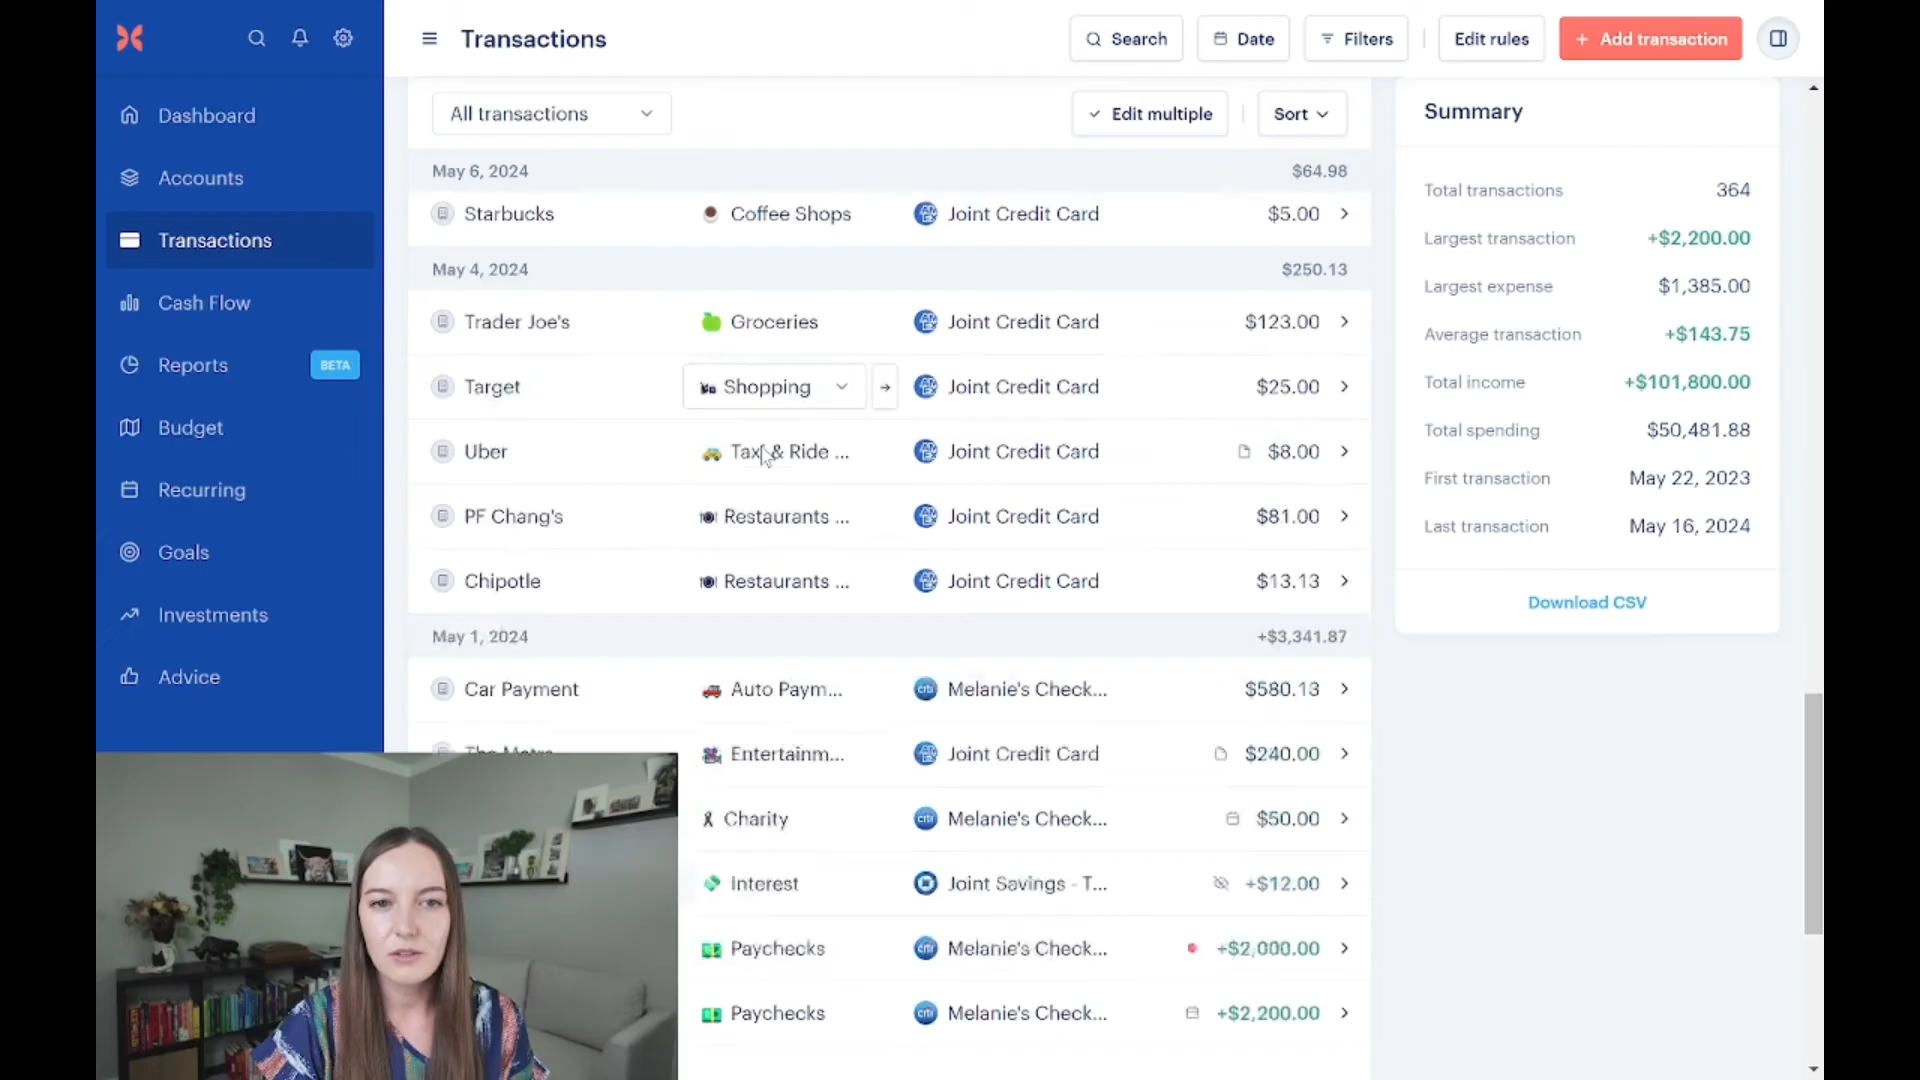 Transactions
Search
Date
Filters
Edit rules
+ Add transaction
Dashboard
Accounts
Transactions
Cash Flow
Reports BETA
Budget
Recurring
Goals
Investments
Advice
All transactions
Edit multiple
Sort
May 6, 2024 $64.98
Starbucks Coffee Shops Joint Credit Card $5.00
May 4, 2024 $250.13
Trader Joe's Groceries Joint Credit Card $123.00
Target Shopping Joint Credit Card $25.00
Uber Taxi & Ride ... Joint Credit Card $8.00
PF Chang's Restaurants ... Joint Credit Card $81.00
Chipotle Restaurants ... Joint Credit Card $13.13
May 1, 2024 +$3,341.87
Car Payment Auto Paym... Melanie's Check... $580.13
Entertainm... Joint Credit Card $240.00
Charity Melanie's Check... $50.00
Interest Joint Savings - T... +$12.00
Paychecks Melanie's Check... +$2,000.00
Paychecks Melanie's Check... +$2,200.00
Summary
Total transactions 364
Largest transaction +$2,200.00
Largest expense $1,385.00
Average transaction +$143.75
Total income +$101,800.00
Total spending $50,481.88
First transaction May 22, 2023
Last transaction May 16, 2024
Download CSV